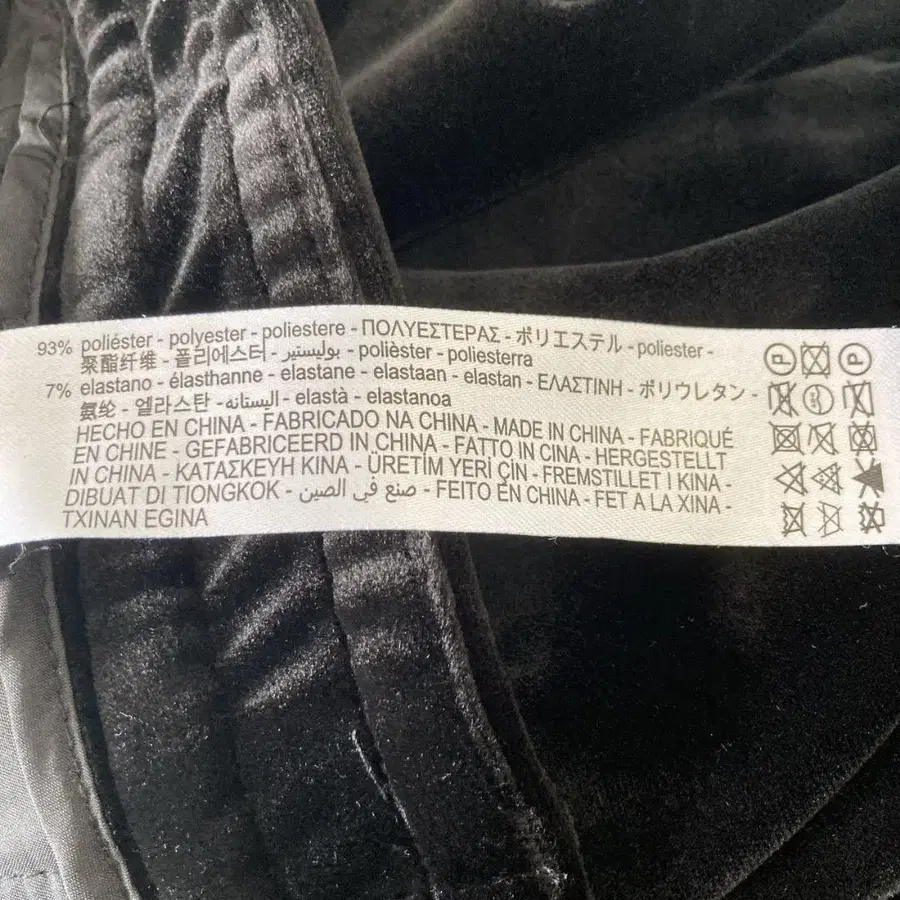 93% poliéster - polyester - poliestere - ΠΟΛΥΕΣΤΕΡΑΣ - ポリエステル - poliester -
聚酯纤维 - 폴리에스터 - بوليستير - polièster - poliesterra
7% elastano - élasthanne - elastane - elastaan - elastan - ΕΛΑΣΤΙΝΗ - ポリウレタン -
氨纶 - 엘라스탄 - اليستانه - elastà - elastanoa
HECHO EN CHINA - FABRICADO NA CHINA - MADE IN CHINA - FABRIQUÉ
EN CHINE - GEFABRICEERD IN CHINA - FATTO IN CINA - HERGESTELLT
IN CHINA - ΚΑΤΑΣΚΕΥΗ ΚΙΝΑ - ÜRETİM YERİ ÇİN - FREMSTILLET I KINA -
DIBUAT DI TIONGKOK - صنع في الصين - FEITO EN CHINA - FET A LA XINA -
TXINAN EGINA
P P